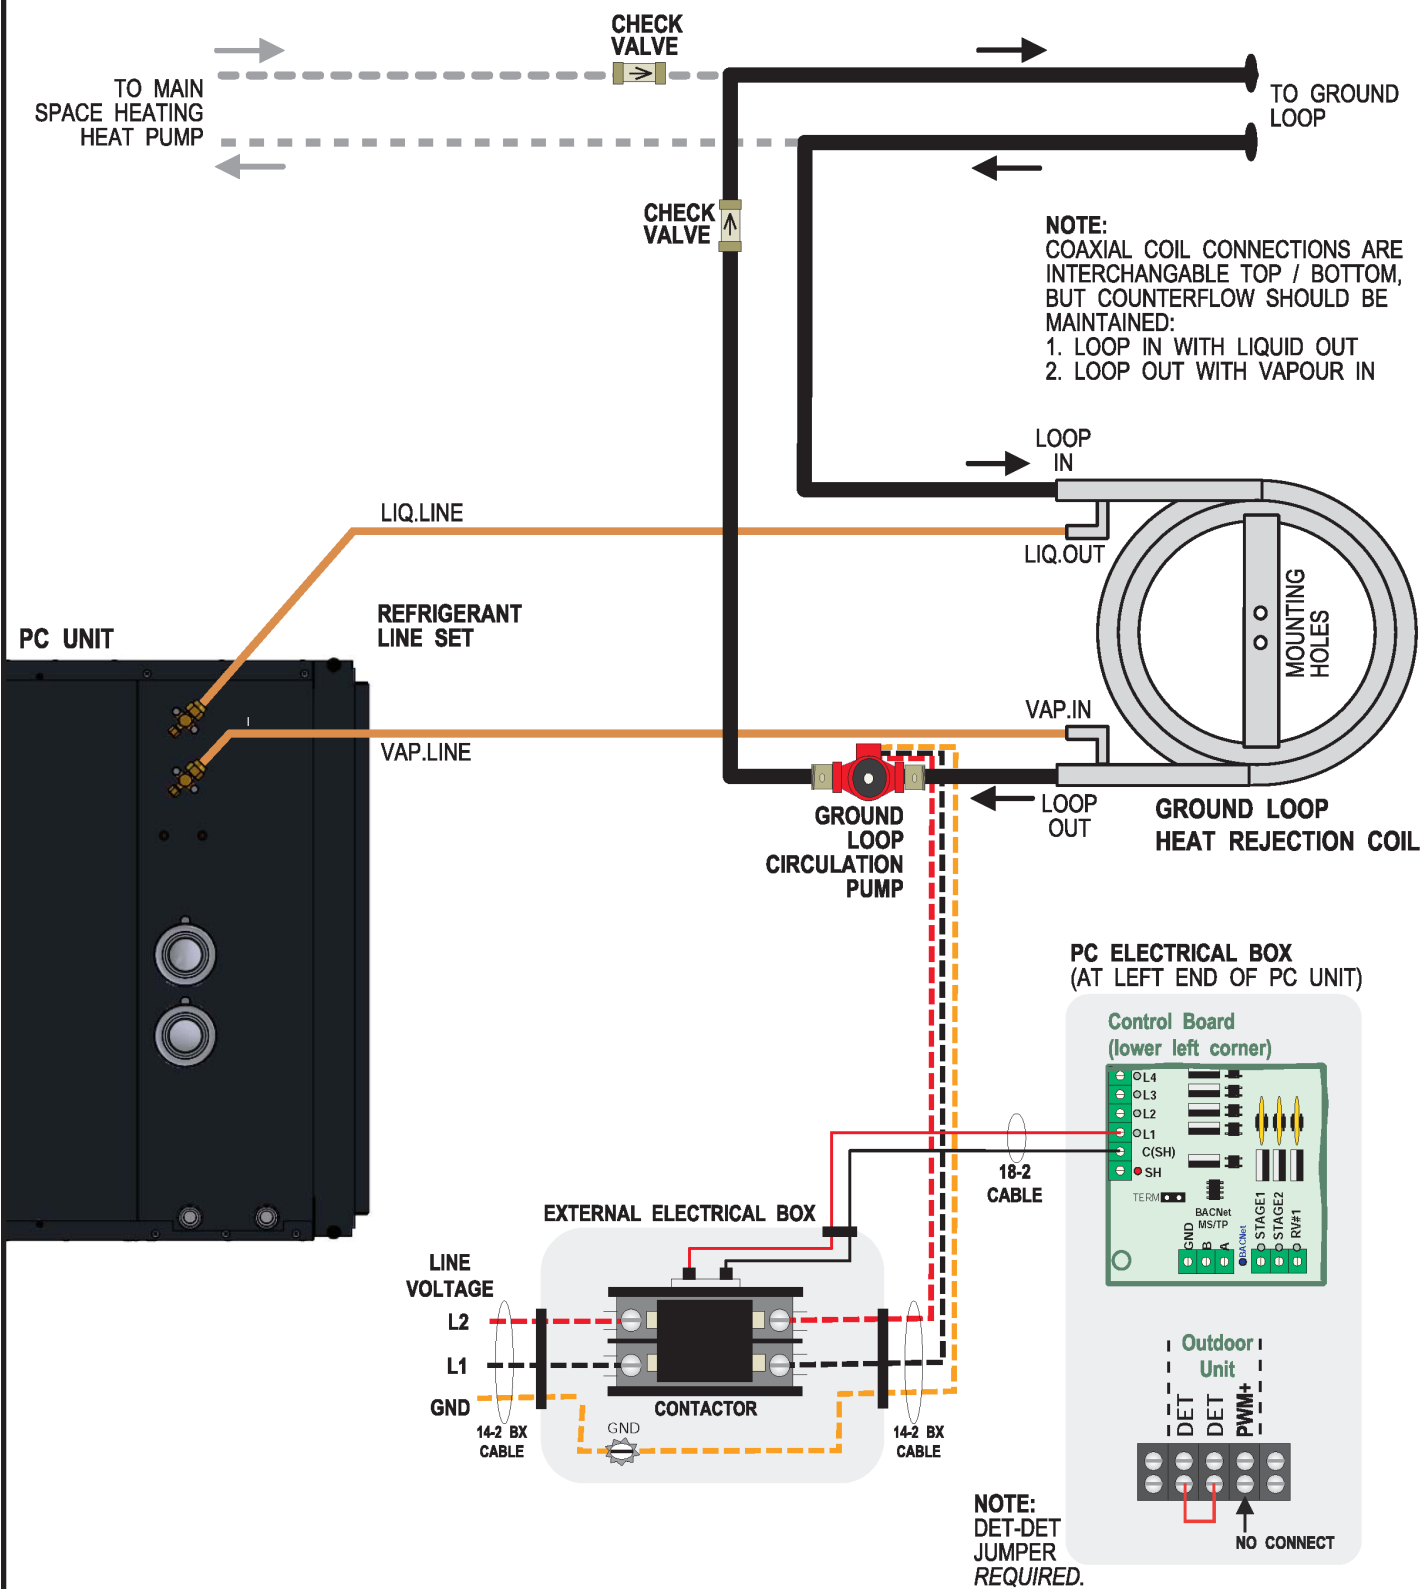 CHECK
VALVE
TO MAIN
SPACE HEATING
HEAT PUMP
TO GROUND
LOOP
CHECK
VALVE
NOTE:
COAXIAL COIL CONNECTIONS ARE
INTERCHANGABLE TOP / BOTTOM,
BUT COUNTERFLOW SHOULD BE
MAINTAINED:
1. LOOP IN WITH LIQUID OUT
2. LOOP OUT WITH VAPOUR IN
LOOP
IN
LIQ.LINE
LIQ.OUT
MOUNTING
HOLES
REFRIGERANT
LINE SET
PC UNIT
VAP.IN
VAP.LINE
LOOP
OUT
GROUND LOOP
HEAT REJECTION COIL
GROUND
LOOP
CIRCULATION
PUMP
PC ELECTRICAL BOX
(AT LEFT END OF PC UNIT)
Control Board
(lower left corner)
L4
L3
L2
L1
C(SH)
SH
TERM
BACNet
MS/TP
GND
B
A
BACNet
STAGE1
STAGE2
RV#1
18-2
CABLE
EXTERNAL ELECTRICAL BOX
LINE
VOLTAGE
L2
L1
GND
CONTACTOR
GND
14-2 BX
CABLE
14-2 BX
CABLE
Outdoor
Unit
DET
DET
PWM+
NO CONNECT
NOTE:
DET-DET
JUMPER
REQUIRED.